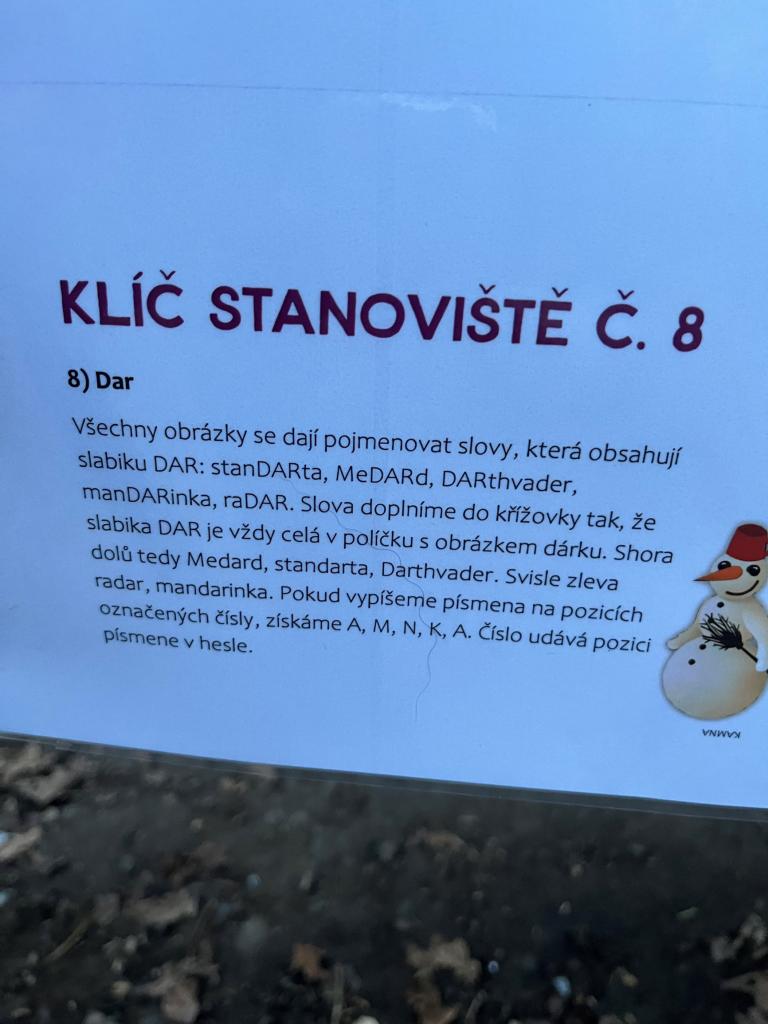 KLÍČ STANOVIŠTĚ Č. 8
8) Dar
Všechny obrázky se dají pojmenovat slovy, která obsahují
slabiku DAR: stanDARta, MeDARd, DARthvader,
manDARinka, raDAR. Slova doplníme do křížovky tak, že
slabika DAR je vždy celá v políčku s obrázkem dárku. Shora
dolů tedy Medard, standarta, Darthvader. Svisle zleva
radar, mandarinka. Pokud vypíšeme písmena na pozicích
označených čísly, získáme A, M, N, K, A. Číslo udává pozici
písmene v hesle.
KAMNA